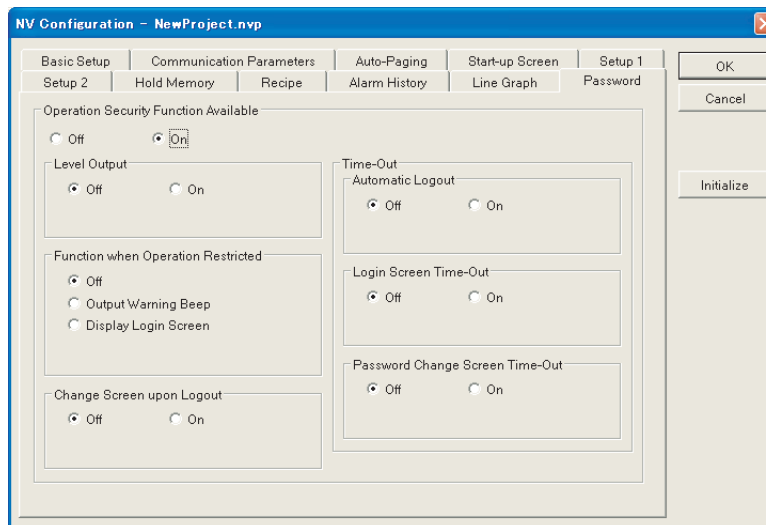 NV Configuration - NewProject.nvp
Basic Setup Communication Parameters Auto-Paging Start-up Screen Setup 1
Setup 2 Hold Memory Recipe Alarm History Line Graph Password
OK
Cancel
Initialize
Operation Security Function Available
Off On
Level Output
Off On
Function when Operation Restricted
Off
Output Warning Beep
Display Login Screen
Change Screen upon Logout
Off On
Time-Out
Automatic Logout
Off On
Login Screen Time-Out
Off On
Password Change Screen Time-Out
Off On